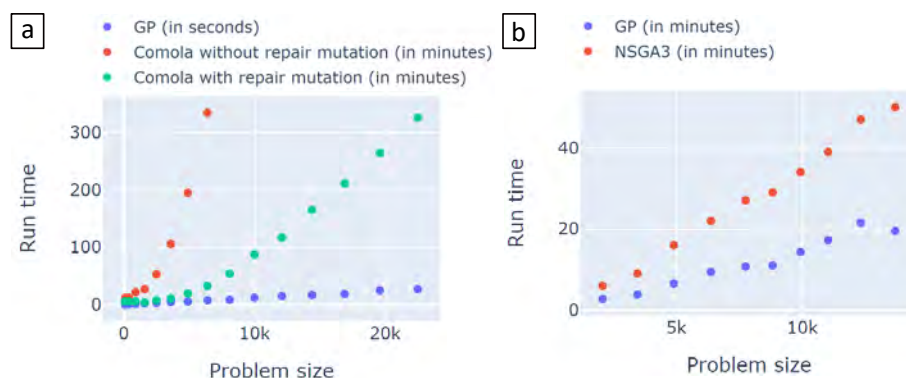 a
GP (in seconds)
Comola without repair mutation (in minutes)
Comola with repair mutation (in minutes)
300
200
100
0
Run time
0
10k
20k
Problem size
b
GP (in minutes)
NSGA3 (in minutes)
40
20
0
Run time
5k
10k
Problem size